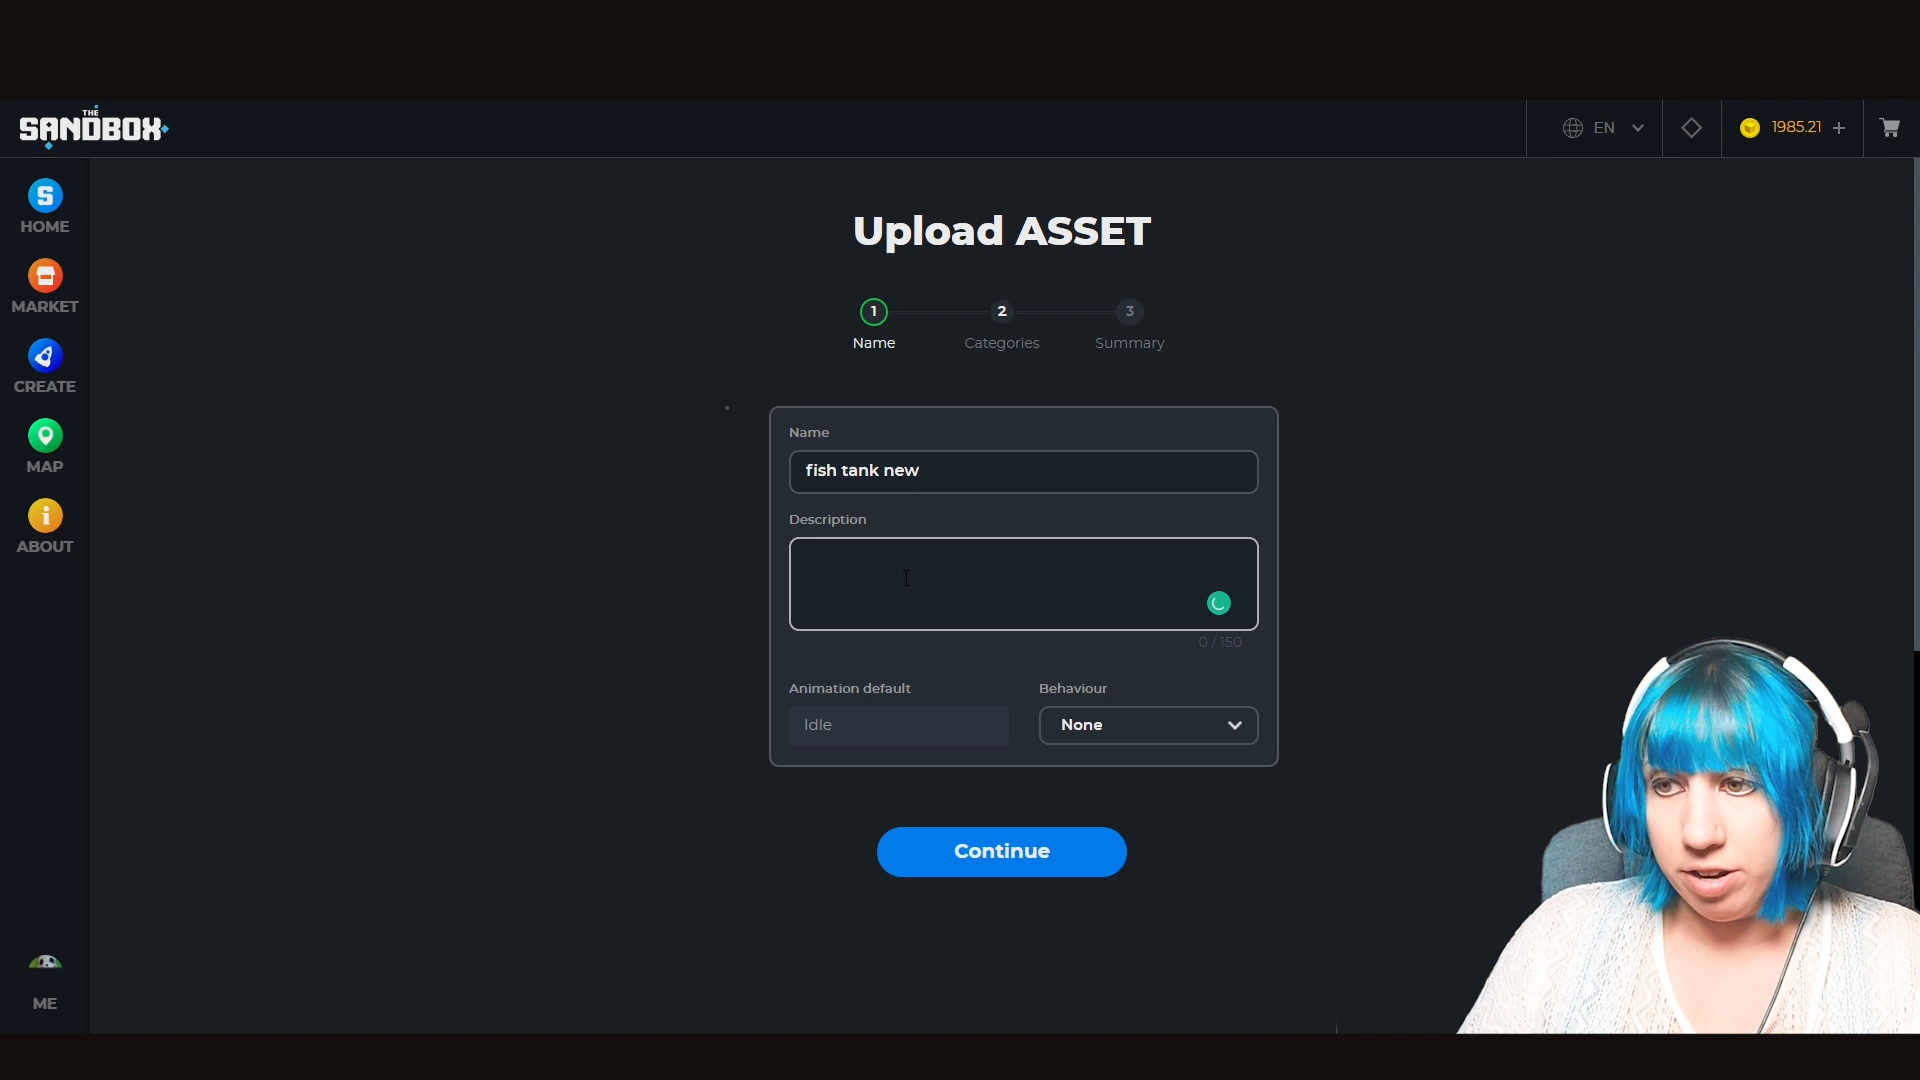 THE
SANDBOX
EN
1985.21 +
HOME
MARKET
CREATE
MAP
ABOUT
ME
Upload ASSET
1
2
3
Name
Categories
Summary
Name
fish tank new
Description
0 / 150
Animation default
Behaviour
Idle
None
Continue